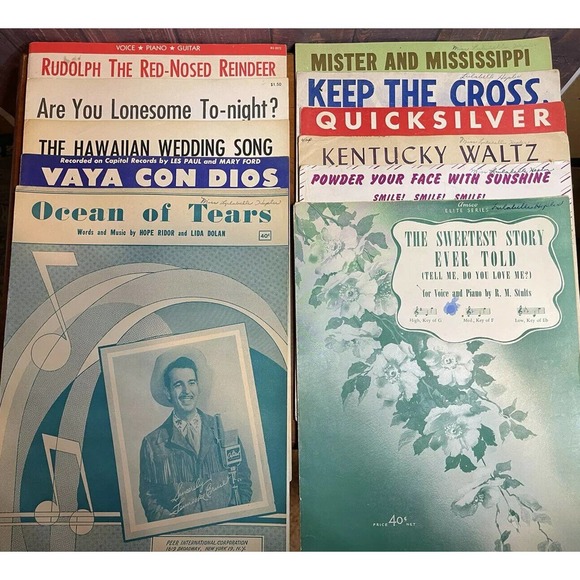 VOICE ★ PIANO ★ GUITAR
RUDOLPH THE RED-NOSED REINDEER
$1.50
Are You Lonesome To-night?
THE HAWAIIAN WEDDING SONG
Recorded on Capitol Records by LES PAUL and MARY FORD
VAYA CON DIOS
Ocean of Tears
Words and Music by HOPE RIDOR and LIDA DOLAN
40¢
Capitol
Sincerely
PEER INTERNATIONAL CORPORATION
1619 BROADWAY, NEW YORK 19, N.Y.
MISTER AND MISSISSIPPI
KEEP THE CROSS,
QUICKSILVER
KENTUCKY WALTZ
POWDER YOUR FACE WITH SUNSHINE
SMILE! SMILE! SMILE!
Amsco
ELITE SERIES
THE SWEETEST STORY
EVER TOLD
(TELL ME, DO YOU LOVE ME?)
for Voice and Piano by R. M. Stults
High, Key of G
Med., Key of F
Low, Key of Eb
PRICE 40¢ NET